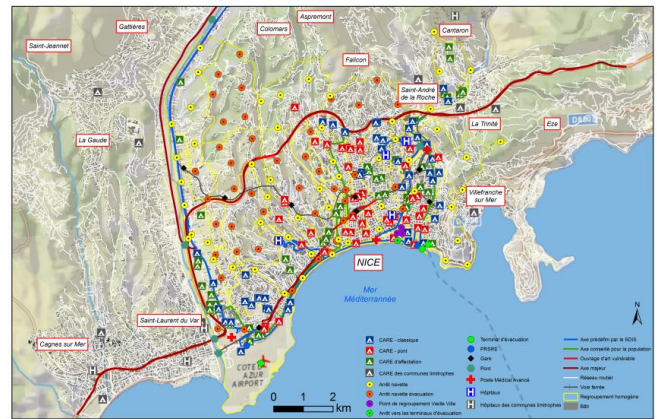 Gattières
Aspremont
Colomars
Cantaron
Saint-Jeannet
Falicon
Saint-André
de la Roche
La Trinité
Eze
La Gaude
Villefranche
sur Mer
NICE
Mer
Méditerrannée
Saint-Laurent du Var
Cagnes sur Mer
COTE D
AZUR
AIRPORT
0 1 2
km
N
CARE - classique
CARE - pont
CARE d'affectation
CARE des communes limitrophes
Arrêt navette
Arrêt navette évacuation
Point de regroupement Vieille Ville
Arrêt vers les terminaux d'évacuation
Terminal d'évacuation
PRSRE
Gare
Pont
Poste Médical Avancé
Hôpitaux
Hôpitaux des communes limitrophes
Axe prédéfini par le SDIS
Axe conseillé pour la population
Ouvrage d'art vulnérable
Axe majeur
Réseau routier
Voie ferrée
Regroupement homogène
Bâti